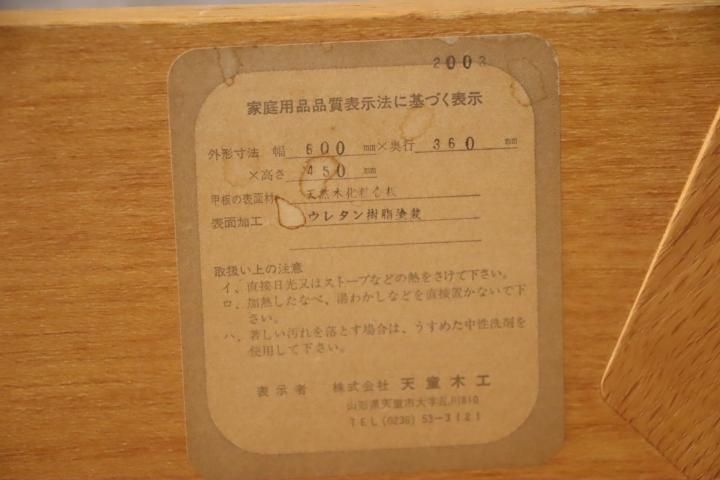 2003
家庭用品品質表示法に基づく表示
外形寸法 幅 600 mm×奥行 360 mm
×高さ 450 mm
甲板の表面材 天然木化粧合板
表面加工 ウレタン樹脂塗装
取扱い上の注意
イ、直接日光又はストーブなどの熱をさけて下さい。
ロ、加熱したなべ、湯わかしなどを直接置かないで下
さい。
ハ、著しい汚れを落とす場合は、うすめた中性洗剤を
使用して下さい。
表示者 株式会社 天童木工
山形県天童市大字乱川810
TEL (0236) 53-3121